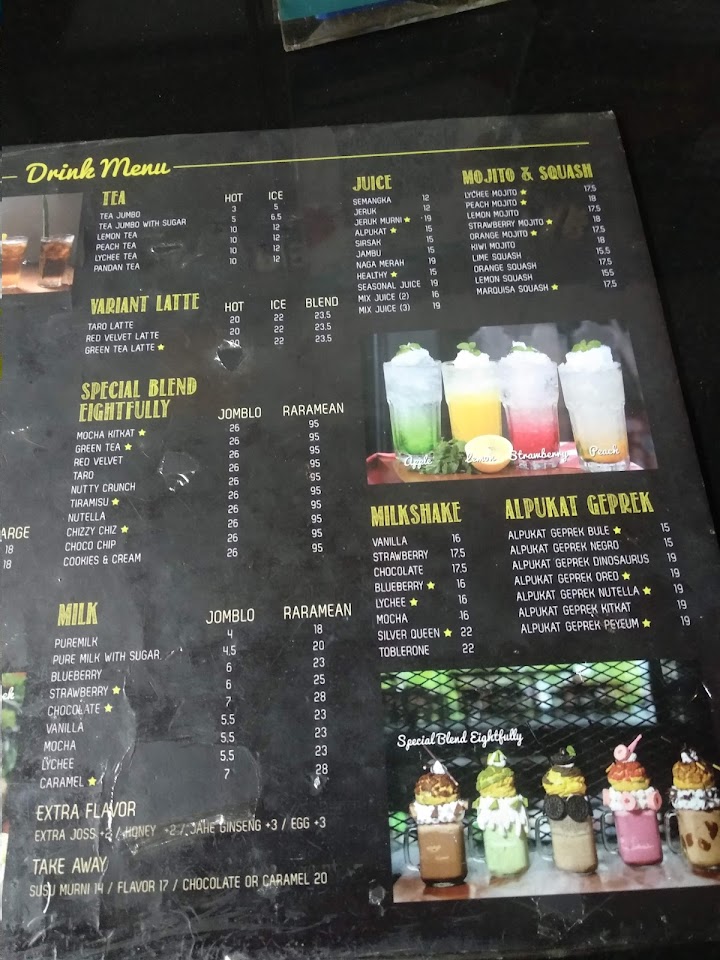 Drink Menu
TEA HOT ICE
TEA JUMBO 3 5
TEA JUMBO WITH SUGAR 5 6.5
LEMON TEA 10 12
PEACH TEA 10 12
LYCHEE TEA 10 12
PANDAN TEA 10 12
VARIANT LATTE HOT ICE BLEND
TARO LATTE 20 22 23.5
RED VELVET LATTE 20 22 23.5
GREEN TEA LATTE 20 22 23.5
SPECIAL BLEND
EIGHTFULLY JOMBLO RARAMEAN
MOCHA KITKAT 26 95
GREEN TEA 26 95
RED VELVET 26 95
TARO 26 95
NUTTY CRUNCH 26 95
TIRAMISU 26 95
NUTELLA 26 95
CHIZZY CHIZ 26 95
CHOCO CHIP 26 95
COOKIES & CREAM 26 95
ARGE
18
18
MILK JOMBLO RARAMEAN
PUREMILK 4 18
PURE MILK WITH SUGAR 4.5 20
BLUEBERRY 6 23
STRAWBERRY 6 25
CHOCOLATE 7 28
VANILLA 5.5 23
MOCHA 5.5 23
LYCHEE 5.5 23
CARAMEL 7 28
EXTRA FLAVOR
EXTRA JOSS +2 / HONEY +2 / JAHE GINSENG +3 / EGG +3
TAKE AWAY
SUSU MURNI 14 / FLAVOR 17 / CHOCOLATE OR CARAMEL 20
JUICE
SEMANGKA 12
JERUK 12
JERUK MURNI 19
ALPUKAT 15
SIRSAK 15
JAMBU 15
NAGA MERAH 19
HEALTHY 15
SEASONAL JUICE 19
MIX JUICE (2) 16
MIX JUICE (3) 19
MOJITO & SQUASH
LYCHEE MOJITO 17.5
PEACH MOJITO 18
LEMON MOJITO 17.5
STRAWBERRY MOJITO 18
ORANGE MOJITO 17.5
KIWI MOJITO 18
LIME SQUASH 15.5
ORANGE SQUASH 17.5
LEMON SQUASH 155
MARQUISA SQUASH 17.5
Apple Lemon Strawberry Peach
MILKSHAKE
VANILLA 16
STRAWBERRY 17.5
CHOCOLATE 17.5
BLUEBERRY 16
LYCHEE 16
MOCHA 16
SILVER QUEEN 22
TOBLERONE 22
ALPUKAT GEPREK
ALPUKAT GEPREK BULE 15
ALPUKAT GEPREK NEGRO 15
ALPUKAT GEPREK DINOSAURUS 19
ALPUKAT GEPREK OREO 19
ALPUKAT GEPREK NUTELLA 19
ALPUKAT GEPREK KITKAT 19
ALPUKAT GEPREK PEYEUM 19
Special Blend Eightfully